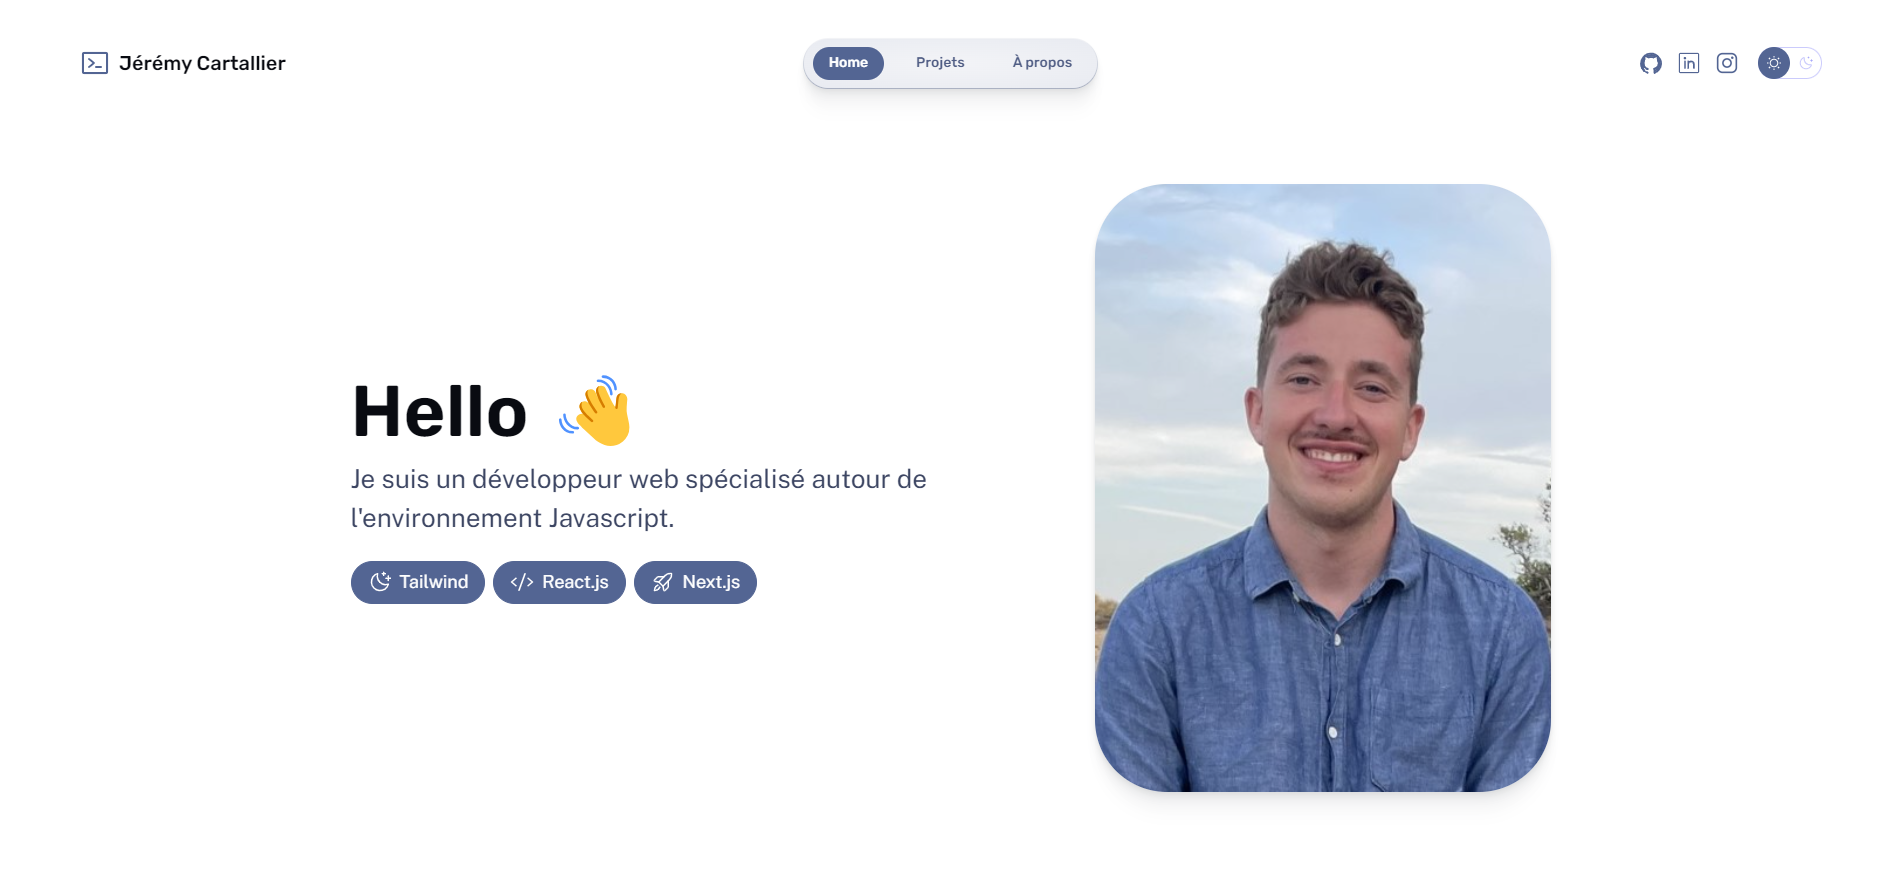 Jérémy Cartallier
Home
Projets
À propos
in
Hello 👋
Je suis un développeur web spécialisé autour de
l'environnement Javascript.
Tailwind
React.js
Next.js